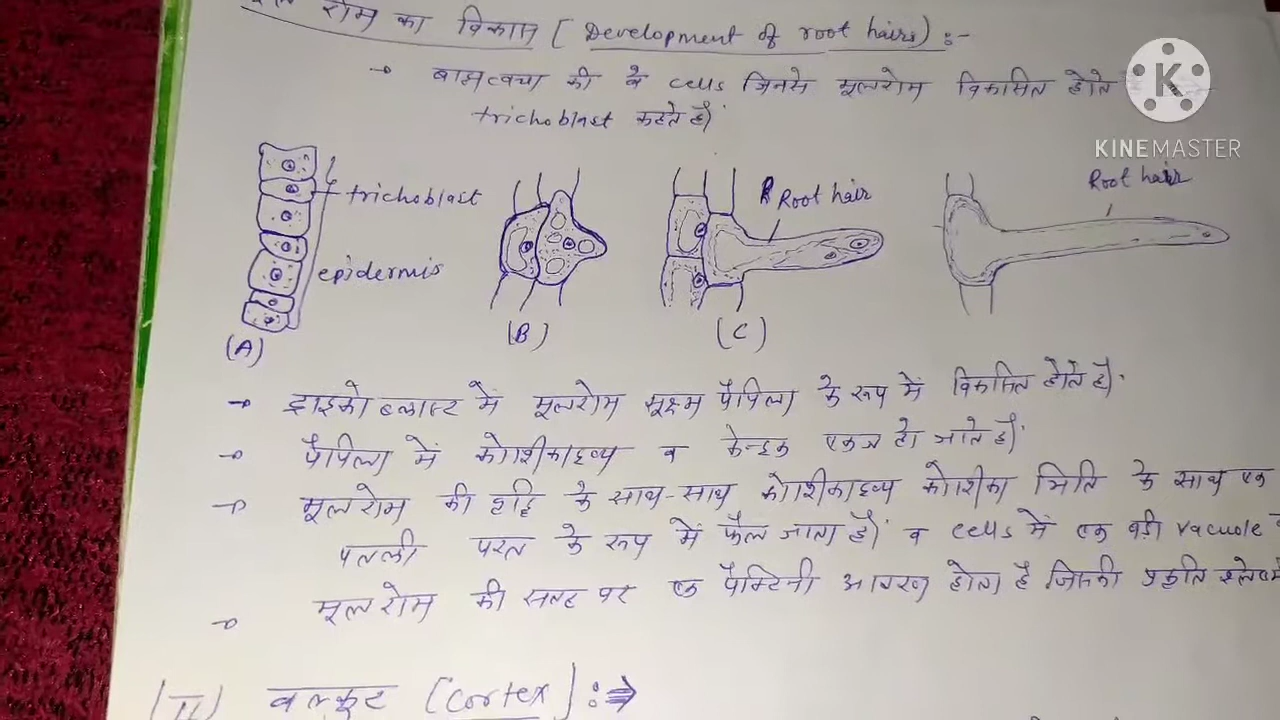 रोम का विकास (Development of root hairs) :-
→ बाह्यत्वचा की वे cells जिनसे मूलरोम विकसित होते
trichoblast कहते है।
K
KINEMASTER
trichoblast
epidermis
Root hair
Root hair
(A)
(B)
(C)
→ ट्राइकोब्लास्ट में मूलरोम सूक्ष्म पैपिला के रूप में विकसित होते है।
→ पैपिला में कोशिकाद्रव्य व केन्द्रक एकत्र हो जाते है।
→ मूलरोम की वृद्धि के साथ-साथ कोशिकाद्रव्य कोशिका भित्ति के साथ एक
पतली परत के रूप में फैल जाता है। व cells में एक बड़ी vacuole
→ मूलरोम की सतह पर एक पैक्टिनी आवरण होता है जिसकी प्रकृति
(II) वल्कुट (Cortex) :⇒